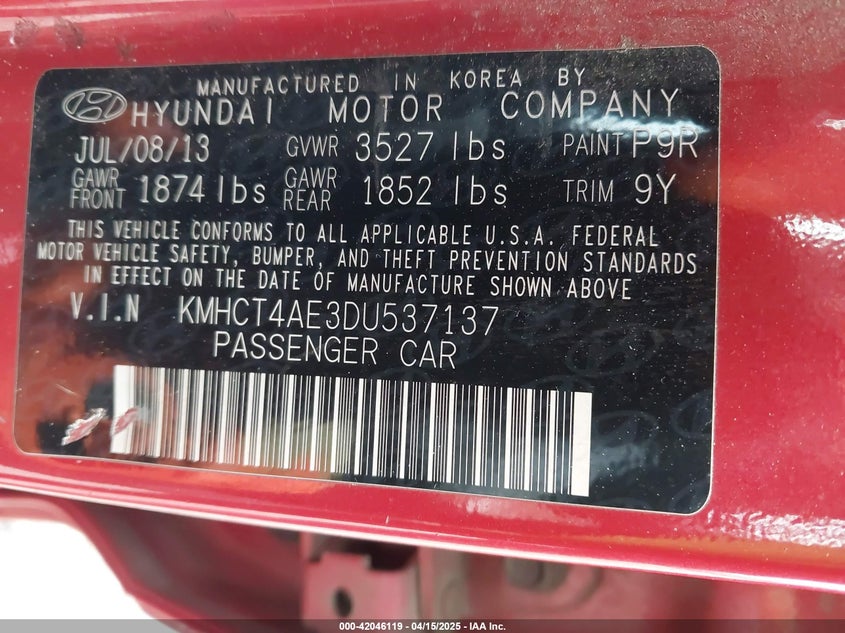 MANUFACTURED IN KOREA BY
HYUNDAI MOTOR COMPANY
JUL/08/13 GVWR 3527 lbs PAINT P9R
GAWR FRONT 1874 lbs GAWR REAR 1852 lbs TRIM 9Y
THIS VEHICLE CONFORMS TO ALL APPLICABLE U.S.A. FEDERAL
MOTOR VEHICLE SAFETY, BUMPER, AND THEFT PREVENTION STANDARDS
IN EFFECT ON THE DATE OF MANUFACTURE SHOWN ABOVE
V.I.N KMHCT4AE3DU537137
PASSENGER CAR
000-42046119 - 04/15/2025 - IAA Inc.